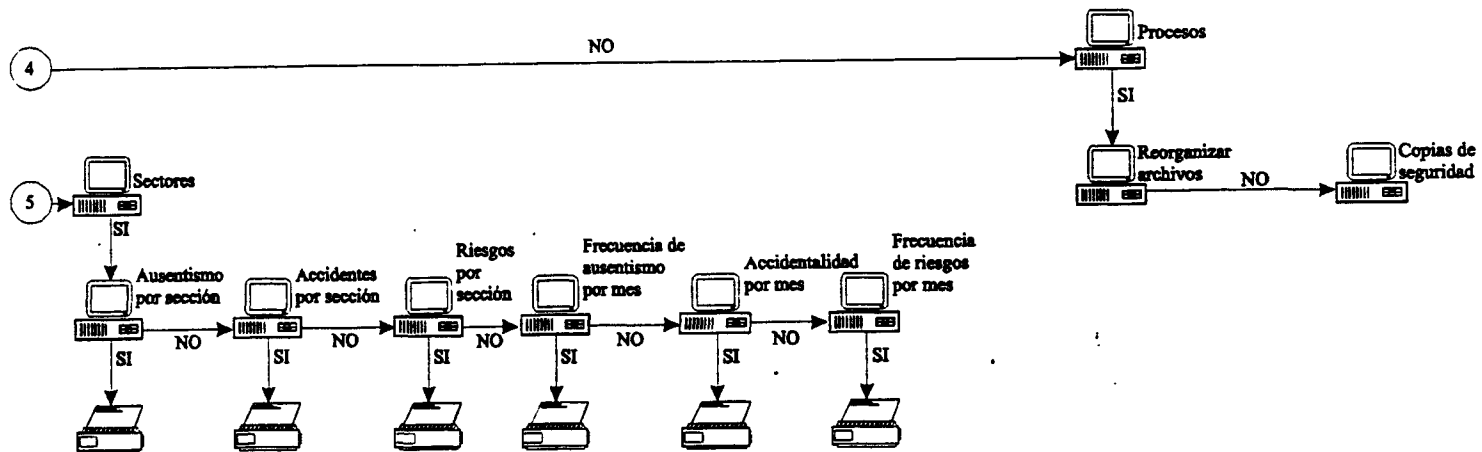 NO
Procesos
4
SI
Reorganizar
archivos
NO
Copias de
seguridad
Sectores
5
SI
Ausentismo
por sección
Accidentes
por sección
Riesgos
por
sección
Frecuencia de
ausentismo
por mes
Accidentalidad
por mes
Frecuencia
de riesgos
por mes
NO
NO
NO
NO
NO
SI
SI
SI
SI
SI
SI